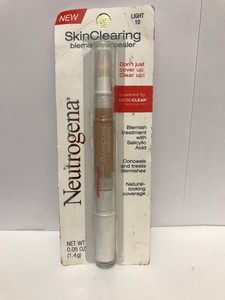 NEW
LIGHT
10
SkinClearing
blemish concealer
Don't just
cover up.
Clear up!
powered by
MICROCLEAR
Blemish
treatment with
Salicylic
Acid
Conceals
and treats
blemishes
Natural-
looking
coverage
Neutrogena®
NET WT
0.05 OZ
(1.4g)